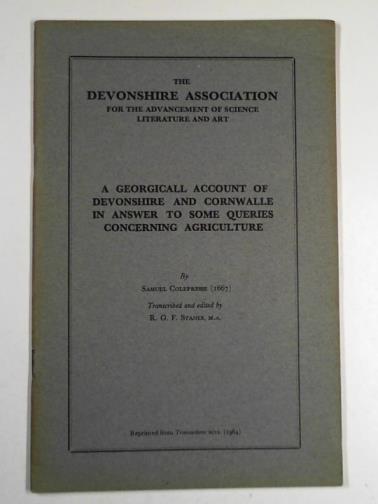 THE
DEVONSHIRE ASSOCIATION
FOR THE ADVANCEMENT OF SCIENCE
LITERATURE AND ART
A GEORGICALL ACCOUNT OF
DEVONSHIRE AND CORNWALLE
IN ANSWER TO SOME QUERIES
CONCERNING AGRICULTURE
By
SAMUEL COLEPRESSE (1667)
Transcribed and edited by
R. G. F. STANES, M.A.
Reprinted from Transactions (1964)